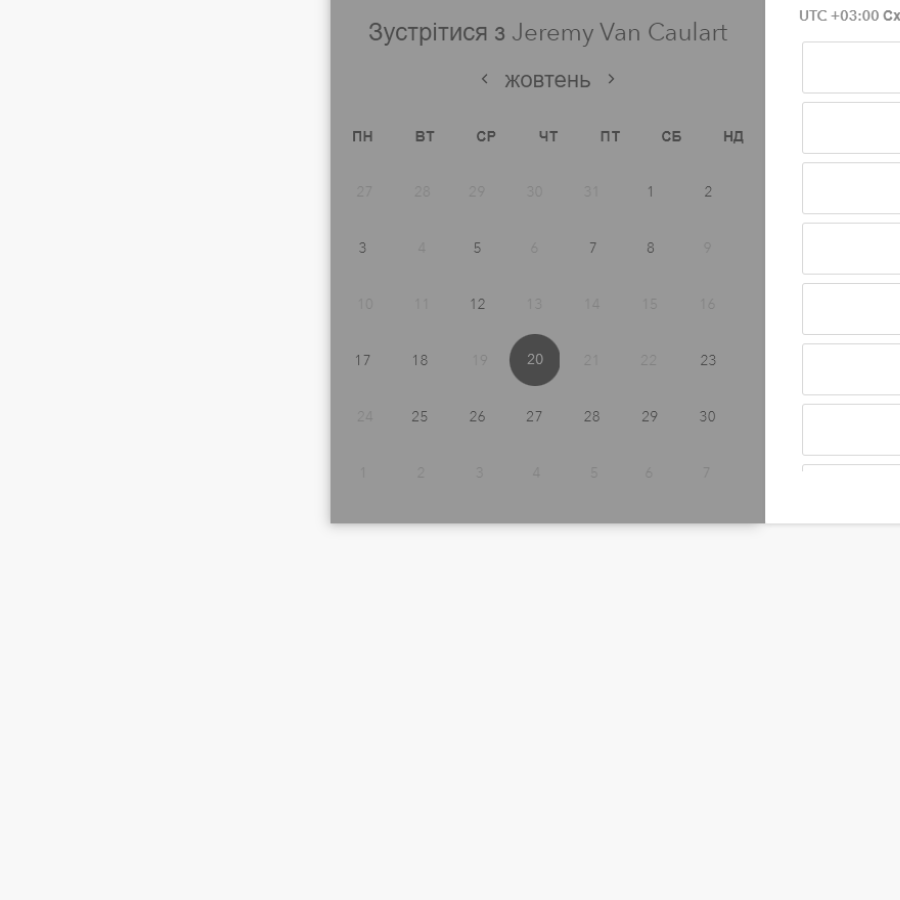 Зустрітися з Jeremy Van Caulart
UTC +03:00 Сх
жовтень
ПН ВТ СР ЧТ ПТ СБ НД
27 28 29 30 31 1 2
3 4 5 6 7 8 9
10 11 12 13 14 15 16
17 18 19 20 21 22 23
24 25 26 27 28 29 30
1 2 3 4 5 6 7